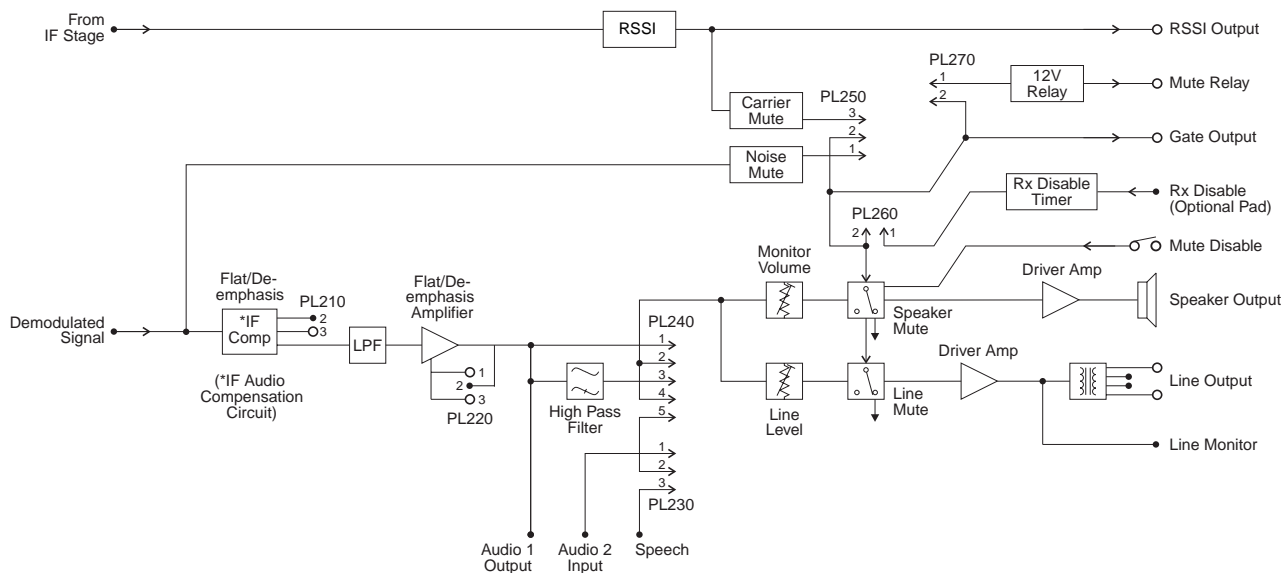 From
IF Stage
RSSI
RSSI Output
PL270
1
2
12V
Relay
Mute Relay
Carrier
Mute
PL250
3
2
1
Gate Output
Noise
Mute
Rx Disable
Timer
Rx Disable
(Optional Pad)
PL260
2
1
Mute Disable
Monitor
Volume
Driver Amp
Speaker Output
Speaker
Mute
Flat/De-
emphasis
PL210
2
3
Flat/De-
emphasis
Amplifier
Demodulated
Signal
*IF
Comp
LPF
PL240
1
2
3
4
5
(*IF Audio
Compensation
Circuit)
1
2
3
PL220
High Pass
Filter
Driver Amp
Line Output
Line
Level
Line
Mute
Line Monitor
1
2
3
PL230
Audio 1
Output
Audio 2
Input
Speech